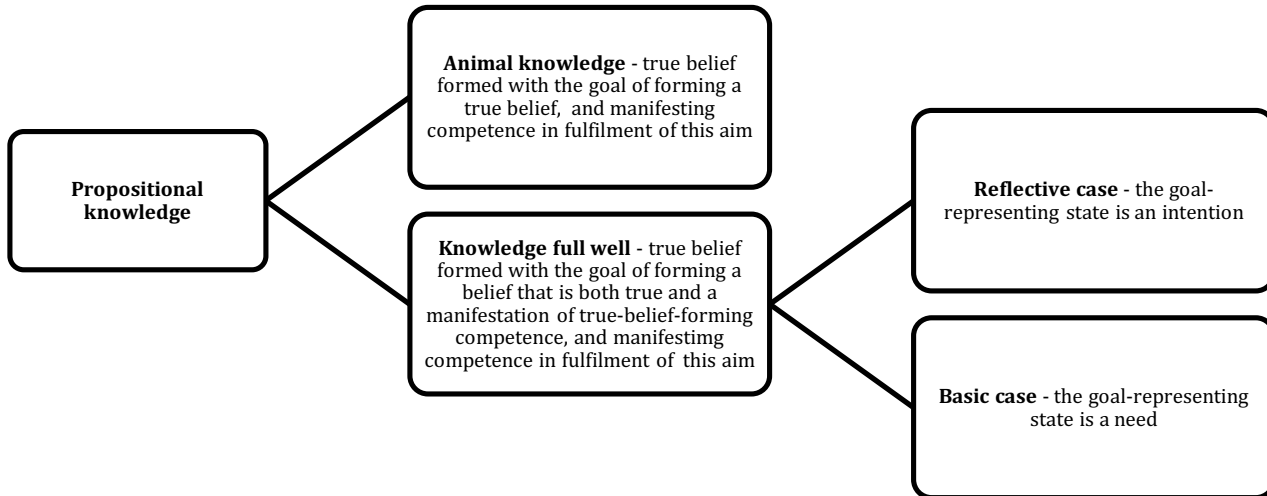 Propositional
knowledge
Animal knowledge - true belief
formed with the goal of forming a
true belief, and manifesting
competence in fulfilment of this aim
Knowledge full well - true belief
formed with the goal of forming a
belief that is both true and a
manifestation of true-belief-forming
competence, and manifestimg
competence in fulfilment of this aim
Reflective case - the goal-
representing state is an intention
Basic case - the goal-representing
state is a need